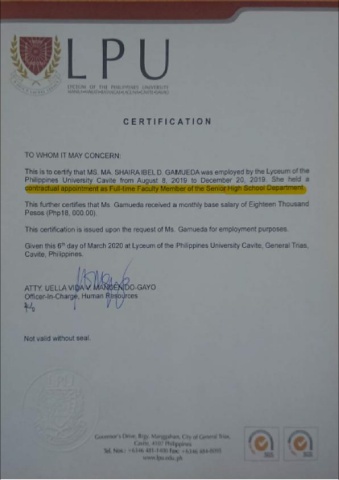 LPU
LYCEUM OF THE PHILIPPINES UNIVERSITY
CERTIFICATION
TO WHOM IT MAY CONCERN:
This is to certify that MS. MA. SHAIRA IBEL D. GAMUEDA was employed by the Lyceum of the
Philippines University Cavite from August 8, 2019 to December 20, 2019. She held a
contractual appointment as Full-time Faculty Member of the Senior High School Department.
This further certifies that Ms. Gamueda received a monthly base salary of Eighteen Thousand
Pesos (Php18, 000.00).
This certification is issued upon the request of Ms. Gamueda for employment purposes.
Given this 6th day of March 2020 at Lyceum of the Philippines University Cavite, General Trias,
Cavite, Philippines.
ATTY. UELLA VIDA V. MANCENIDO-GAYO
Officer-In-Charge, Human Resources
Not valid without seal.
Governor's Drive, Brgy. Manggahan, City of General Trias,
Cavite, 4107 Philippines
www.lpu.edu.ph
SGS
SGS